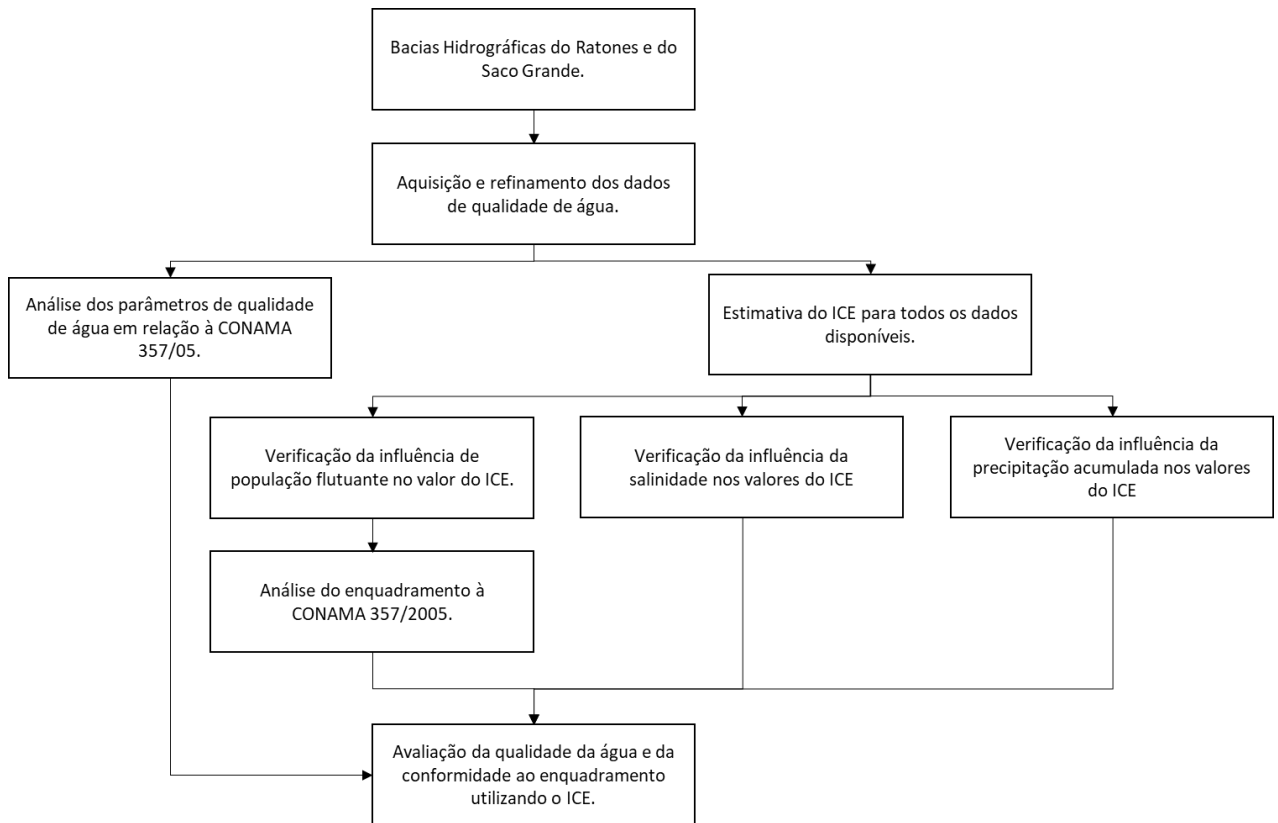 Bacias Hidrográficas do Ratones e do
Saco Grande.
Aquisição e refinamento dos dados
de qualidade de água.
Análise dos parâmetros de qualidade
de água em relação à CONAMA
357/05.
Estimativa do ICE para todos os dados
disponíveis.
Verificação da influência de
população flutuante no valor do ICE.
Verificação da influência da
salinidade nos valores do ICE
Verificação da influência da
precipitação acumulada nos valores
do ICE
Análise do enquadramento à
CONAMA 357/2005.
Avaliação da qualidade da água e da
conformidade ao enquadramento
utilizando o ICE.